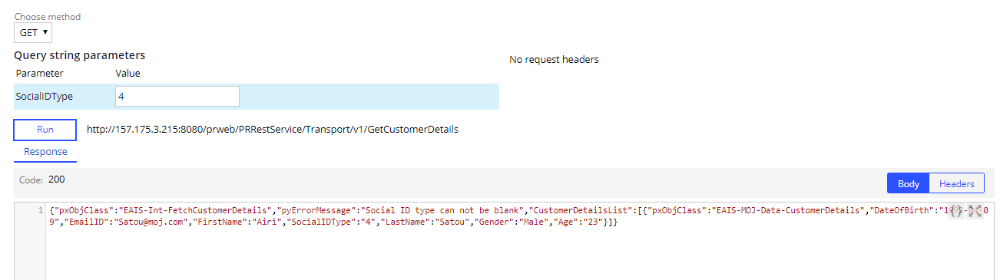 Choose method
GET
Query string parameters
No request headers
Parameter Value
SocialIDType 4
Run http://157.175.3.215:8080/prweb/PRRestService/Transport/v1/GetCustomerDetails
Response
Code: 200 Body Headers
1 {"pxObjClass":"EAIS-Int-FetchCustomerDetails","pyErrorMessage":"Social ID type can not be blank","CustomerDetailsList":[{"pxObjClass":"EAIS-MOJ-Data-CustomerDetails","DateOfBirth":
9","EmailID":"Satou@moj.com","FirstName":"Airi","SocialIDType":"4","LastName":"Satou","Gender":"Male","Age":"23"}]}